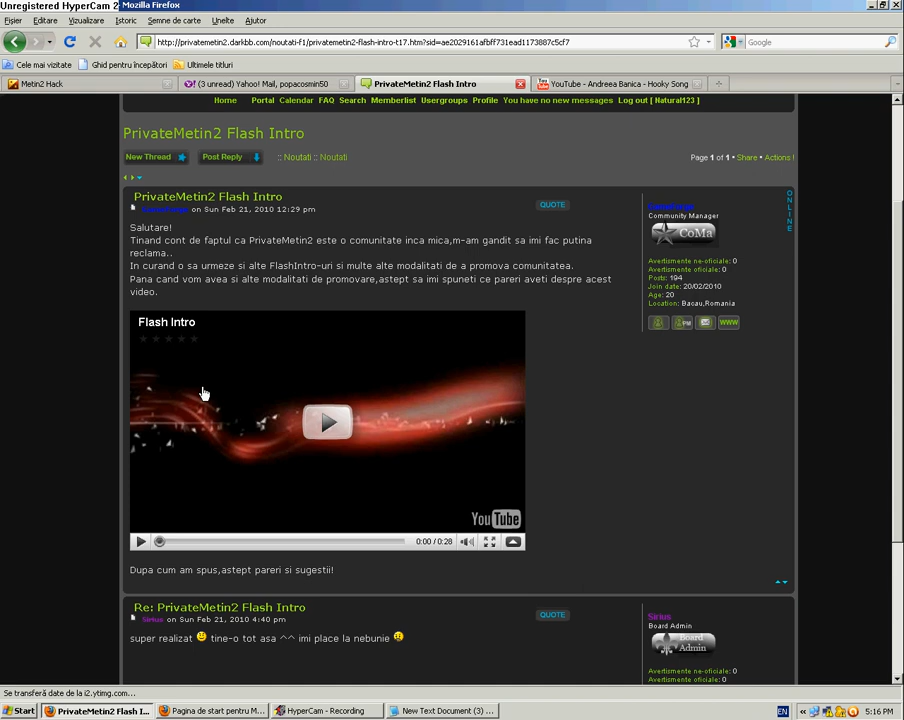 Unregistered HyperCam 2
Mozilla Firefox
Fișier Editare Vizualizare Istoric Semne de carte Unelte Ajutor
http://privatemetin2.darkbb.com/noutati-f1/privatemetin2-flash-intro-t17.htm?sid=ae2029161afbff731ead1173887c5cf7
Google
Cele mai vizitate Ghid pentru începători Ultimele titluri
Metin2 Hack
(3 unread) Yahoo! Mail, popacosmin50
PrivateMetin2 Flash Intro
YouTube - Andreea Banica - Hooky Song
Home Portal Calendar FAQ Search Memberlist Usergroups Profile You have no new messages Log out [ Natural123 ]
PrivateMetin2 Flash Intro
New Thread Post Reply :: Noutati :: Noutati
Page 1 of 1 • Share • Actions !
PrivateMetin2 Flash Intro
on Sun Feb 21, 2010 12:29 pm
QUOTE
Salutare!
Tinand cont de faptul ca PrivateMetin2 este o comunitate inca mica,m-am gandit sa imi fac putina
reclama..
In curand o sa urmeze si alte FlashIntro-uri si multe alte modalitati de a promova comunitatea.
Pana cand vom avea si alte modalitati de promovare,astept sa imi spuneti ce pareri aveti despre acest
video.
Community Manager
CoMa
Avertismente ne-oficiale: 0
Avertismente oficiale: 0
Posts: 194
Join date: 20/02/2010
Age: 20
Location: Bacau,Romania
PM WWW
ONLINE
Flash Intro
YouTube
0:00 / 0:28
Dupa cum am spus,astept pareri si sugestii!
Re: PrivateMetin2 Flash Intro
Sirius on Sun Feb 21, 2010 4:40 pm
QUOTE
super realizat tine-o tot asa ^^ imi place la nebunie
Sirius
Board Admin
Board
Admin
Avertismente ne-oficiale: 0
Avertismente oficiale: 0
Se transferă date de la i2.ytimg.com...
Start
PrivateMetin2 Flash I...
Pagina de start pentru M...
HyperCam - Recording
New Text Document (3) ...
EN
5:16 PM